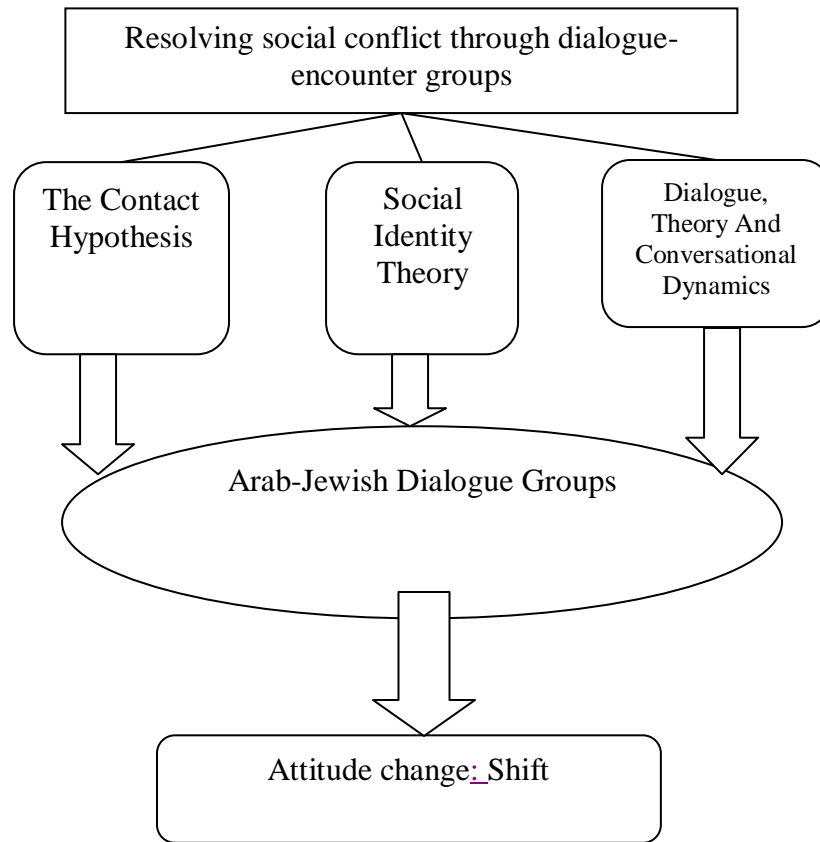 Resolving social conflict through dialogue-
encounter groups
The Contact
Hypothesis
Social
Identity
Theory
Dialogue,
Theory And
Conversational
Dynamics
Arab-Jewish Dialogue Groups
Attitude change: Shift